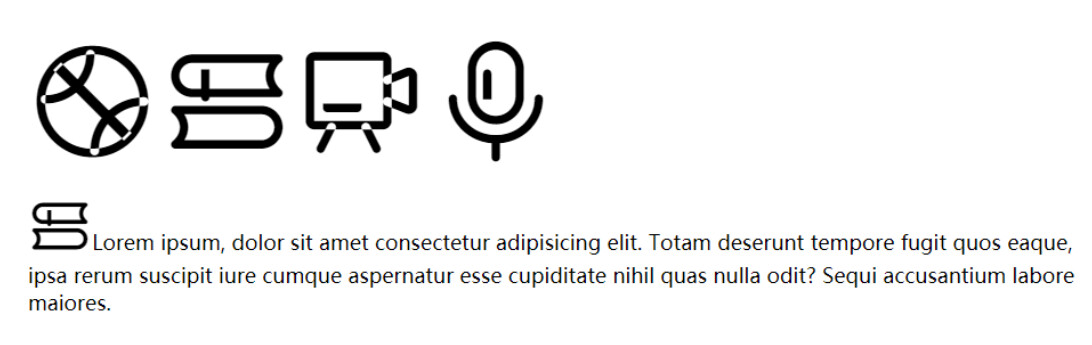 Lorem ipsum, dolor sit amet consectetur adipisicing elit. Totam deserunt tempore fugit quos eaque,
ipsa rerum suscipit iure cumque aspernatur esse cupiditate nihil quas nulla odit? Sequi accusantium labore
maiores.